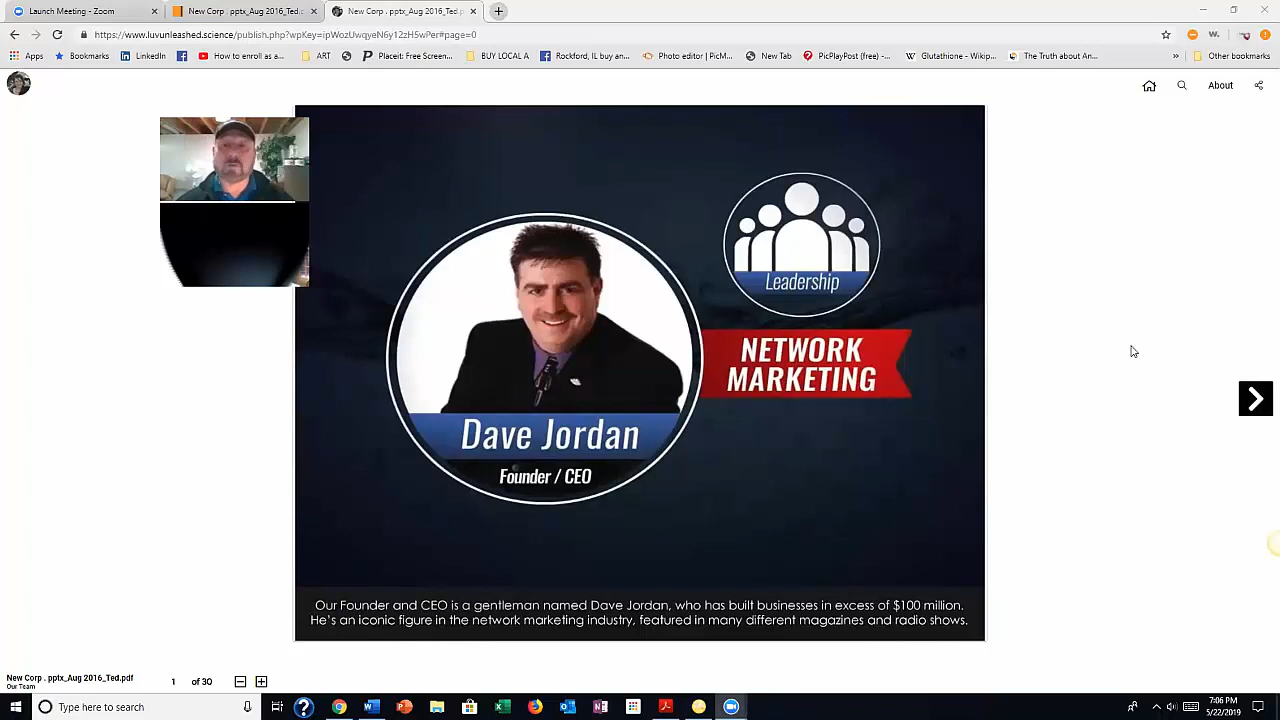 Launch Meeting - Zoom
New Corp . pptx_Aug 2016_Ted.
New Corp . pptx_Aug 2016_Ted.pdf
https://www.luvunleashed.science/publish.php?wpKey=ipWozUwqyeN6y12zH5wPer#page=0
Apps
Bookmarks
LinkedIn
How to enroll as a...
ART
Placeit: Free Screen...
BUY LOCAL A
Rockford, IL buy an...
Photo editor | PicM...
New Tab
PicPlayPost (free) -...
Glutathione - Wikip...
The Truth about An...
Other bookmarks
About
Leadership
NETWORK
MARKETING
Dave Jordan
Founder / CEO
Our Founder and CEO is a gentleman named Dave Jordan, who has built businesses in excess of $100 million.
He's an iconic figure in the network marketing industry, featured in many different magazines and radio shows.
New Corp . pptx_Aug 2016_Ted.pdf
Our Team
1 of 30
Type here to search
7:06 PM
5/22/2019